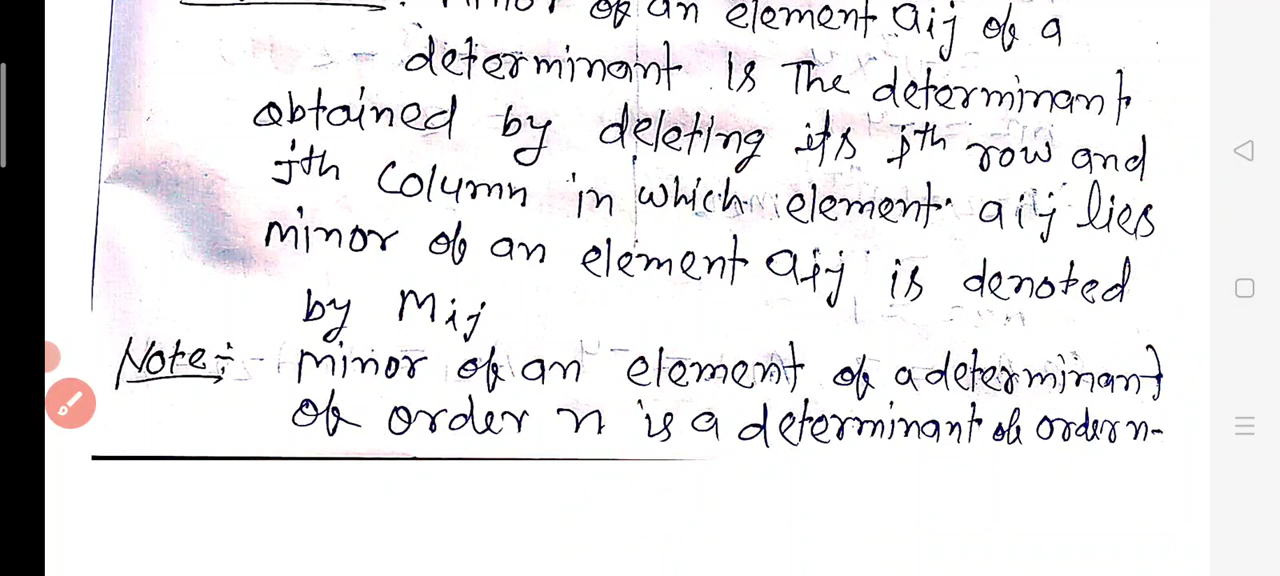 of an element aij of a
determinant is The determinant
obtained by deleting its ith row and
jth column in which element aij lies
minor of an element aij is denoted
by Mij
Note:- minor of an element of a determinant
of order n is a determinant of order n-